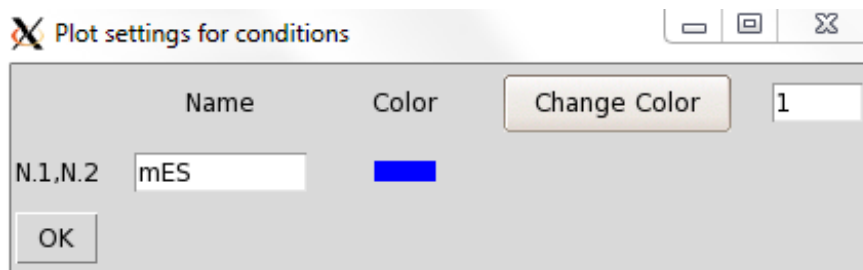 Plot settings for conditions
Name Color Change Color 1
N.1,N.2 mES
OK